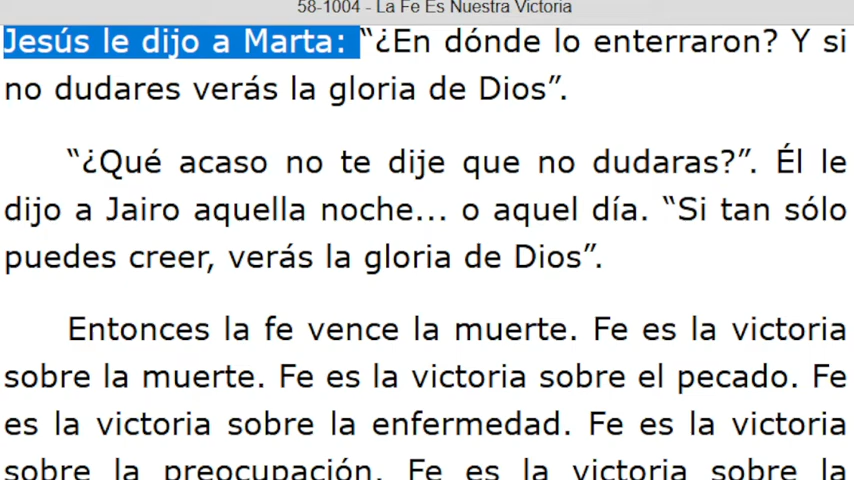 58-1004 - La Fe Es Nuestra Victoria
Jesús le dijo a Marta: “¿En dónde lo enterraron? Y si
no dudares verás la gloria de Dios”.
“¿Qué acaso no te dije que no dudaras?”. Él le
dijo a Jairo aquella noche... o aquel día. “Si tan sólo
puedes creer, verás la gloria de Dios”.
Entonces la fe vence la muerte. Fe es la victoria
sobre la muerte. Fe es la victoria sobre el pecado. Fe
es la victoria sobre la enfermedad. Fe es la victoria
sobre la preocupación. Fe es la victoria sobre la